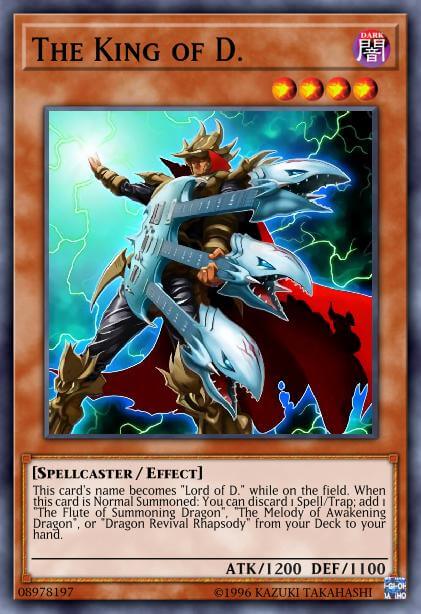 The King of D.
DARK
闇
[Spellcaster / Effect]
This card's name becomes "Lord of D." while on the field. When
this card is Normal Summoned: You can discard 1 Spell/Trap; add 1
"The Flute of Summoning Dragon", "The Melody of Awakening
Dragon", or "Dragon Revival Rhapsody" from your Deck to your
hand.
ATK/1200 DEF/1100
08978197
©1996 KAZUKI TAKAHASHI